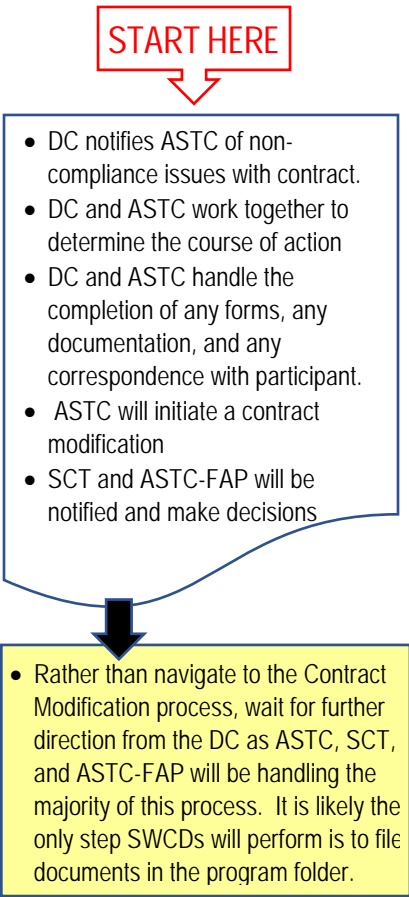 START HERE
• DC notifies ASTC of non-
compliance issues with contract.
• DC and ASTC work together to
determine the course of action
• DC and ASTC handle the
completion of any forms, any
documentation, and any
correspondence with participant.
• ASTC will initiate a contract
modification
• SCT and ASTC-FAP will be
notified and make decisions
• Rather than navigate to the Contract
Modification process, wait for further
direction from the DC as ASTC, SCT,
and ASTC-FAP will be handling the
majority of this process. It is likely the
only step SWCDs will perform is to file
documents in the program folder.